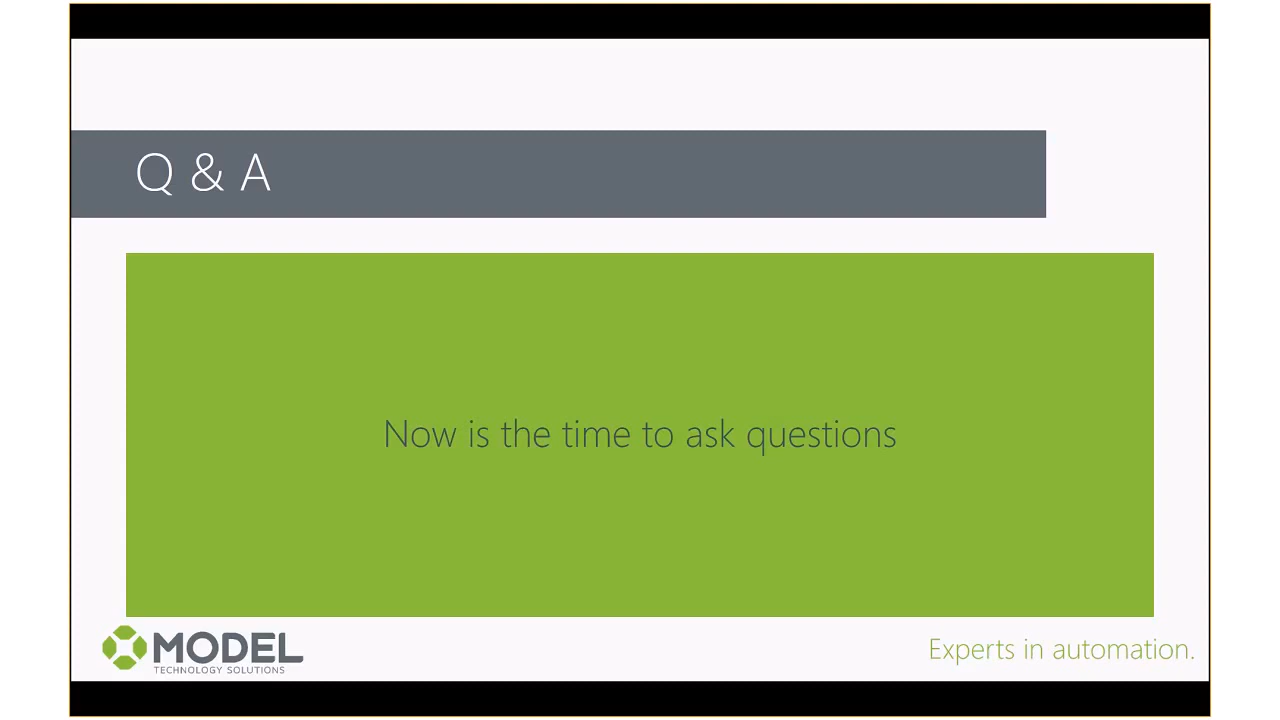 Q & A
Now is the time to ask questions
MODEL
TECHNOLOGY SOLUTIONS
Experts in automation.